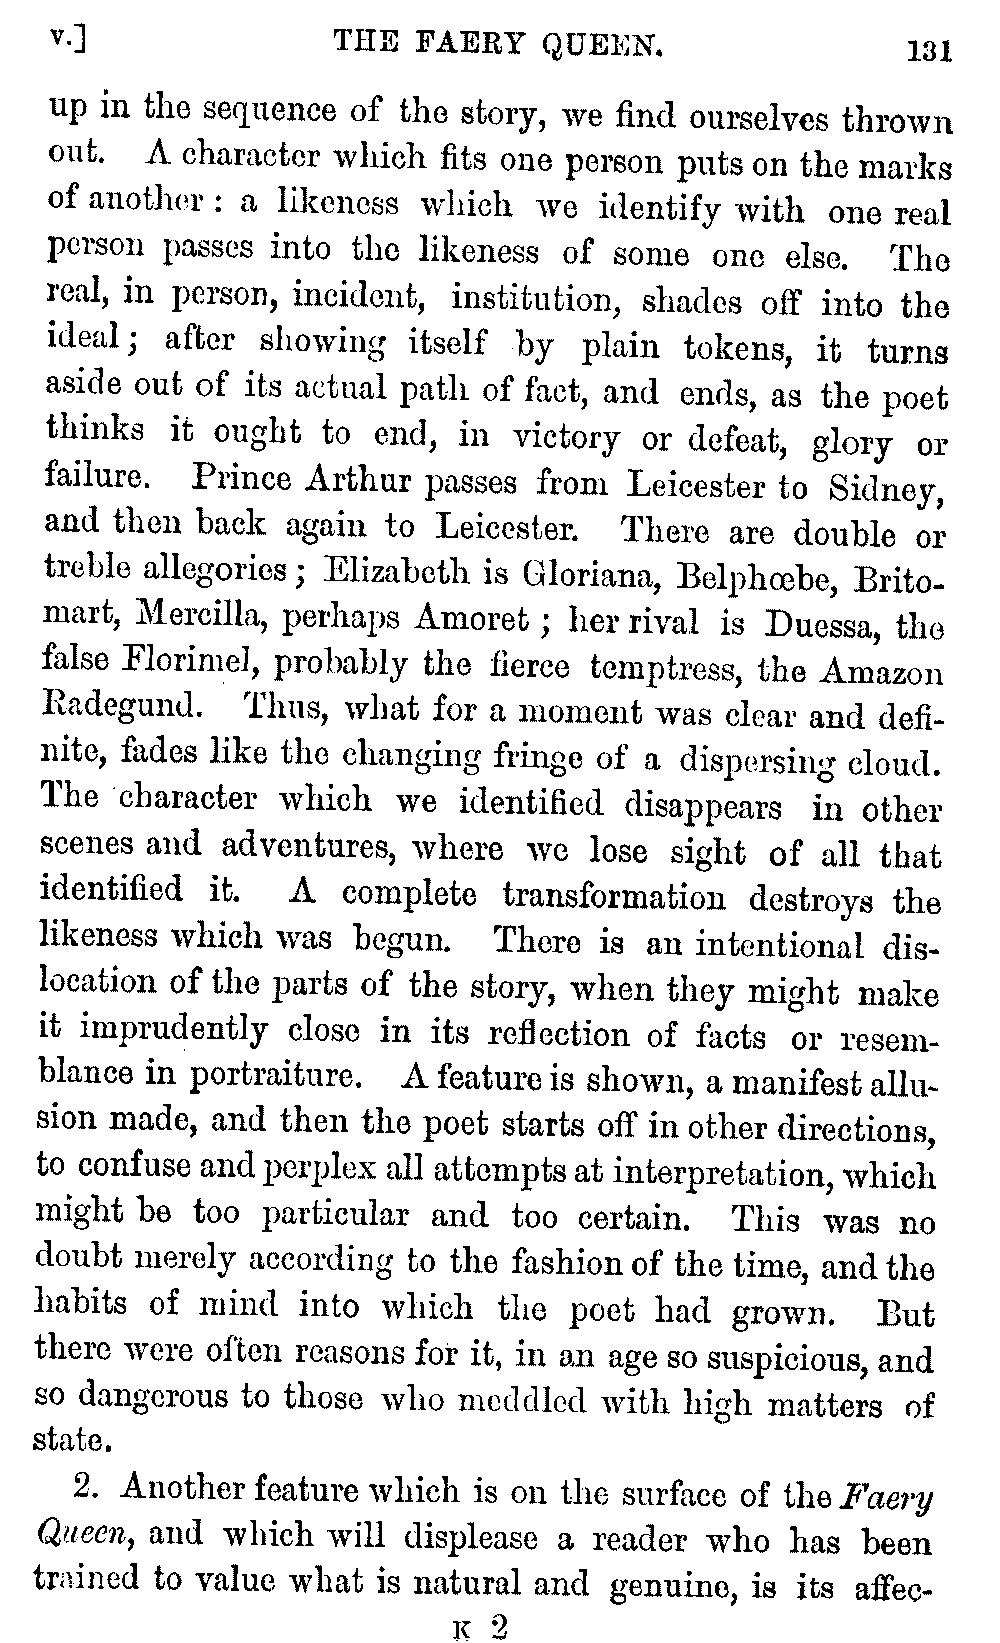 v.] THE FAERY QUEEN. 131
up in the sequence of the story, we find ourselves thrown
out. A character which fits one person puts on the marks
of another : a likeness which we identify with one real
person passes into the likeness of some one else. The
real, in person, incident, institution, shades off into the
ideal ; after showing itself by plain tokens, it turns
aside out of its actual path of fact, and ends, as the poet
thinks it ought to end, in victory or defeat, glory or
failure. Prince Arthur passes from Leicester to Sidney,
and then back again to Leicester. There are double or
treble allegories ; Elizabeth is Gloriana, Belphœbe, Brito-
mart, Mercilla, perhaps Amoret ; her rival is Duessa, the
false Florimel, probably the fierce temptress, the Amazon
Radegund. Thus, what for a moment was clear and defi-
nite, fades like the changing fringe of a dispersing cloud.
The character which we identified disappears in other
scenes and adventures, where we lose sight of all that
identified it. A complete transformation destroys the
likeness which was begun. There is an intentional dis-
location of the parts of the story, when they might make
it imprudently close in its reflection of facts or resem-
blance in portraiture. A feature is shown, a manifest allu-
sion made, and then the poet starts off in other directions,
to confuse and perplex all attempts at interpretation, which
might be too particular and too certain. This was no
doubt merely according to the fashion of the time, and the
habits of mind into which the poet had grown. But
there were often reasons for it, in an age so suspicious, and
so dangerous to those who meddled with high matters of
state.
2. Another feature which is on the surface of the Faery
Queen, and which will displease a reader who has been
trained to value what is natural and genuine, is its affec-
K 2